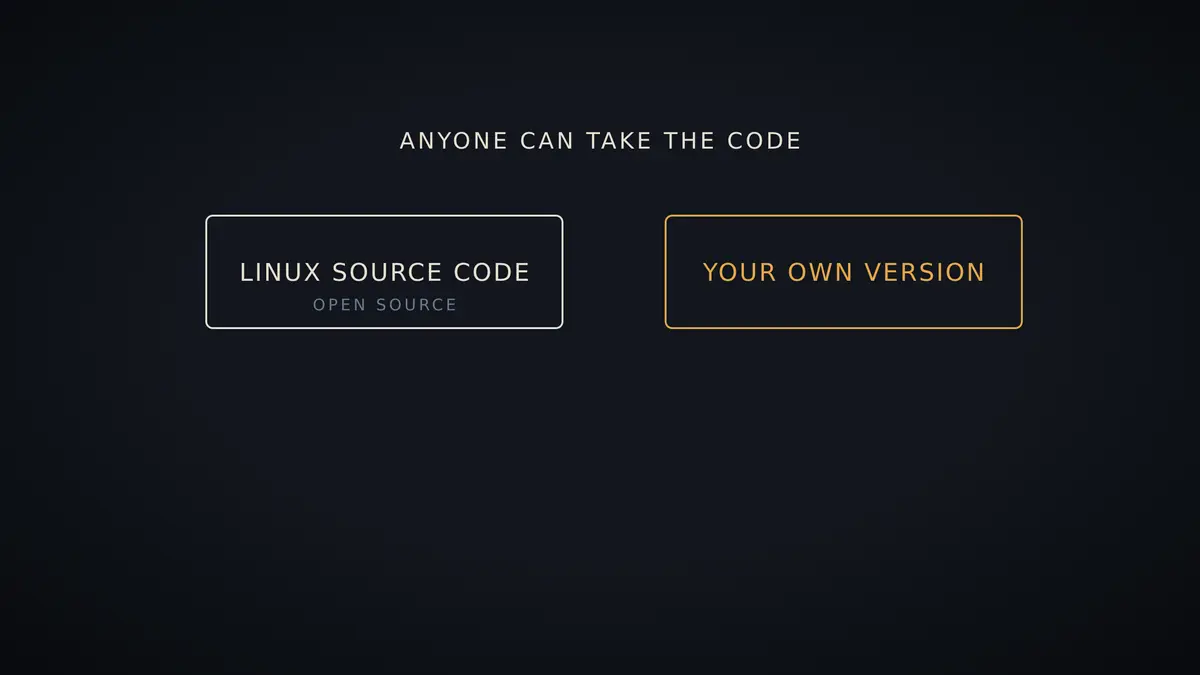 ANYONE CAN TAKE THE CODE
LINUX SOURCE CODE
OPEN SOURCE
YOUR OWN VERSION